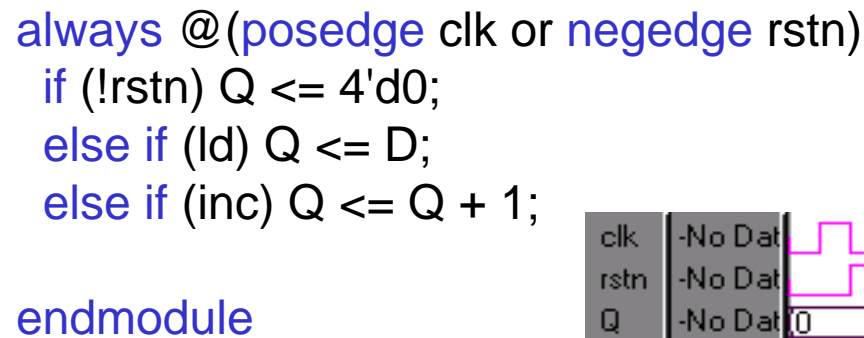 always @(posedge clk or negedge rstn)
if (!rstn) Q <= 4'd0;
else if (ld) Q <= D;
else if (inc) Q <= Q + 1;
endmodule
clk -No Dat
rstn -No Dat
Q -No Dat 0